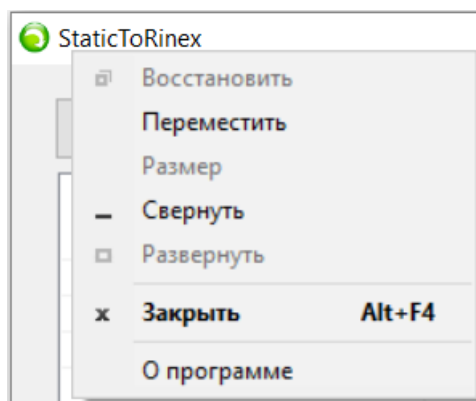 StaticToRinex
Восстановить
Переместить
Размер
Свернуть
Развернуть
Закрыть Alt+F4
О программе